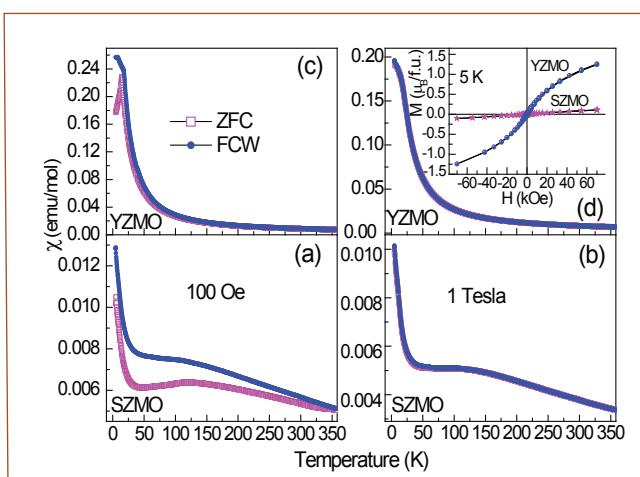 (c)
0.24
0.20
0.16
0.12
0.08
0.04
0.00
ZFC
FCW
YZMO
χ (emu/mol)
0.20
0.15
0.10
0.05
0.00
YZMO
(d)
1.5
1.0
0.5
0.0
-0.5
-1.0
-1.5
M (μB/f.u.)
5 K
YZMO
SZMO
-60 -40 -20 0 20 40 60
H (kOe)
(a)
0.012
0.010
0.008
0.006
100 Oe
SZMO
0 50 100 150 200 250 300 350
(b)
0.010
0.008
0.006
0.004
1 Tesla
SZMO
0 50 100 150 200 250 300 350
Temperature (K)